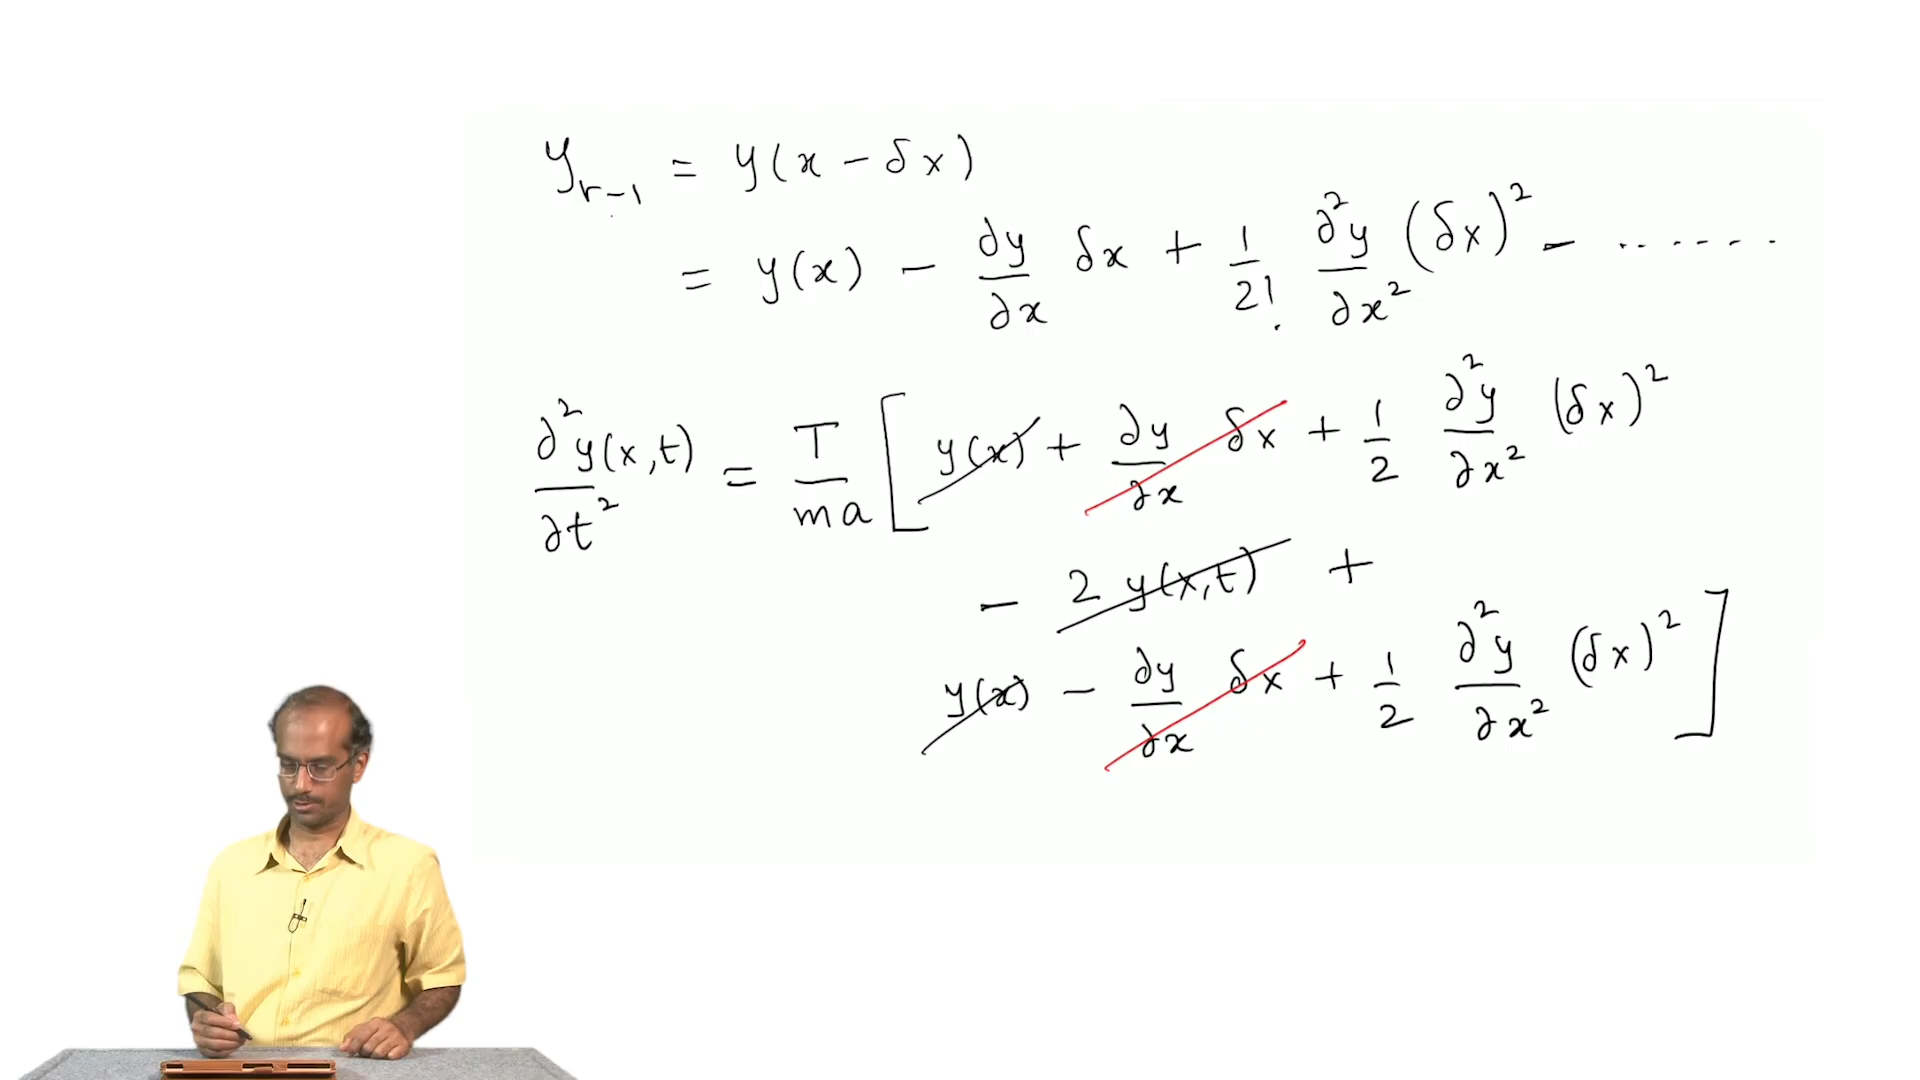 y_{r-1} = y(x - δx)
= y(x) - ∂y/∂x δx + 1/2! ∂²y/∂x² (δx)² - .......
∂²y(x,t)/∂t² = T/ma [ y(x) + ∂y/∂x δx + 1/2 ∂²y/∂x² (δx)²
- 2 y(x,t) +
y(x) - ∂y/∂x δx + 1/2 ∂²y/∂x² (δx)² ]